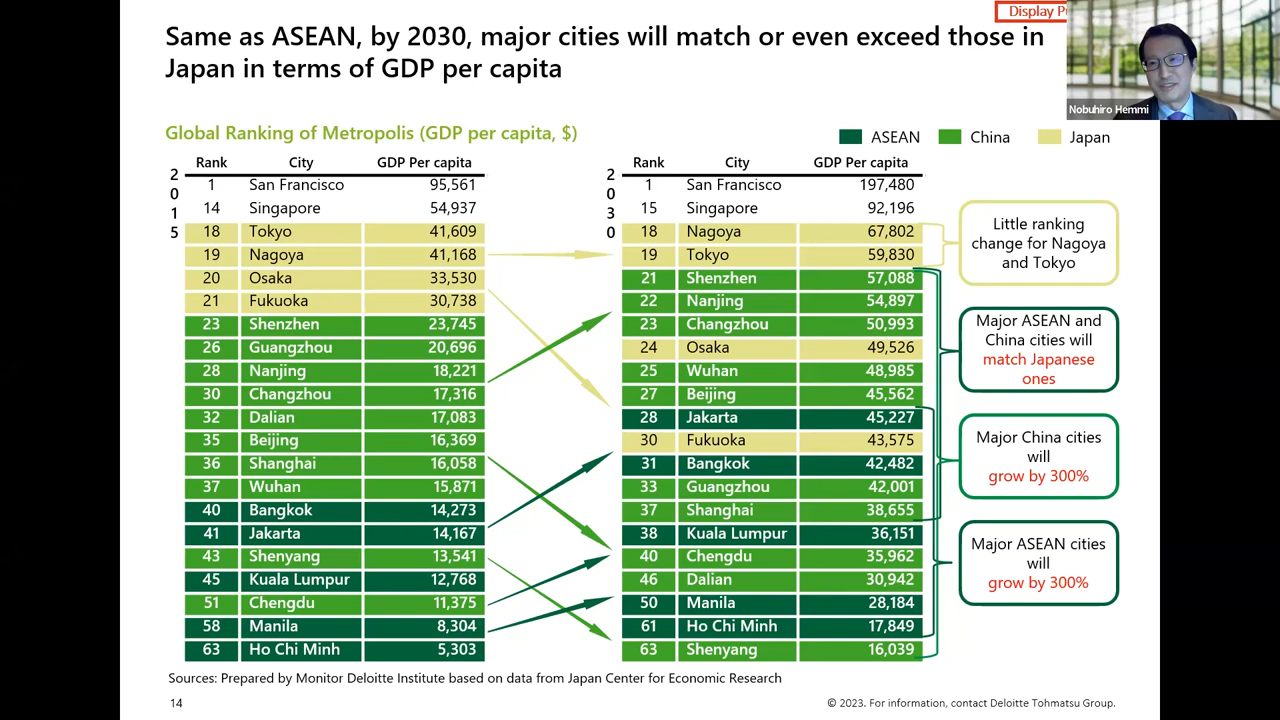 Display
Same as ASEAN, by 2030, major cities will match or even exceed those in
Japan in terms of GDP per capita
Nobuhiro Hemmi
Global Ranking of Metropolis (GDP per capita, $)
ASEAN China Japan
2015
Rank City GDP Per capita
1 San Francisco 95,561
14 Singapore 54,937
18 Tokyo 41,609
19 Nagoya 41,168
20 Osaka 33,530
21 Fukuoka 30,738
23 Shenzhen 23,745
26 Guangzhou 20,696
28 Nanjing 18,221
30 Changzhou 17,316
32 Dalian 17,083
35 Beijing 16,369
36 Shanghai 16,058
37 Wuhan 15,871
40 Bangkok 14,273
41 Jakarta 14,167
43 Shenyang 13,541
45 Kuala Lumpur 12,768
51 Chengdu 11,375
58 Manila 8,304
63 Ho Chi Minh 5,303
2030
Rank City GDP Per capita
1 San Francisco 197,480
15 Singapore 92,196
18 Nagoya 67,802
19 Tokyo 59,830
21 Shenzhen 57,088
22 Nanjing 54,897
23 Changzhou 50,993
24 Osaka 49,526
25 Wuhan 48,985
27 Beijing 45,562
28 Jakarta 45,227
30 Fukuoka 43,575
31 Bangkok 42,482
33 Guangzhou 42,001
37 Shanghai 38,655
38 Kuala Lumpur 36,151
40 Chengdu 35,962
46 Dalian 30,942
50 Manila 28,184
61 Ho Chi Minh 17,849
63 Shenyang 16,039
Little ranking
change for Nagoya
and Tokyo
Major ASEAN and
China cities will
match Japanese
ones
Major China cities
will
grow by 300%
Major ASEAN cities
will
grow by 300%
Sources: Prepared by Monitor Deloitte Institute based on data from Japan Center for Economic Research
14
© 2023. For information, contact Deloitte Tohmatsu Group.